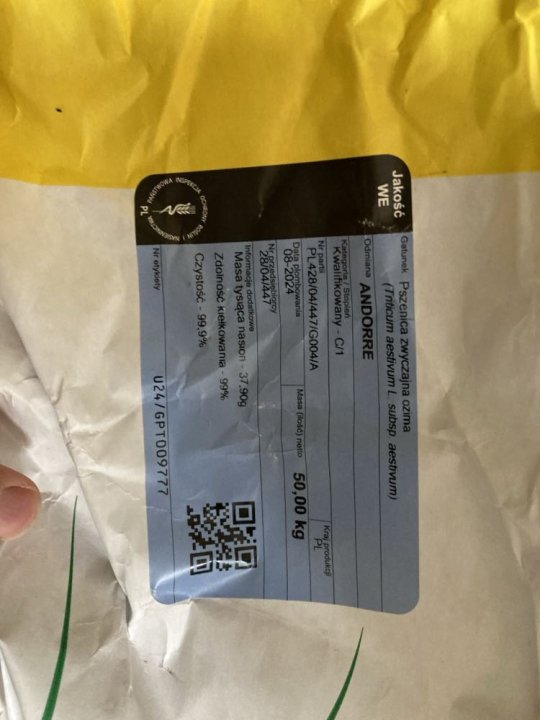 Jakość
WE
PAŃSTWOWA INSPEKCJA OCHRONY ROŚLIN I NASIENNICTWA
PL
Gatunek Pszenica zwyczajna ozima
(Triticum aestivum L. subsp. aestivum)
Odmiana ANDORRE
Kategoria / Stopień
Kwalifikowany - C/1
Nr partii
PL428/04/447/G004/A
Kraj produkcji
PL
Data plombowania
08-2024
Masa (ilość) netto 50,00 kg
Nr przedsiębiorcy
28/04/447
Informacje dodatkowe
Masa tysiąca nasion - 37.90g
Zdolność kiełkowania - 99%
Czystość - 99,9%
Nr etykiety U24/GPT009777